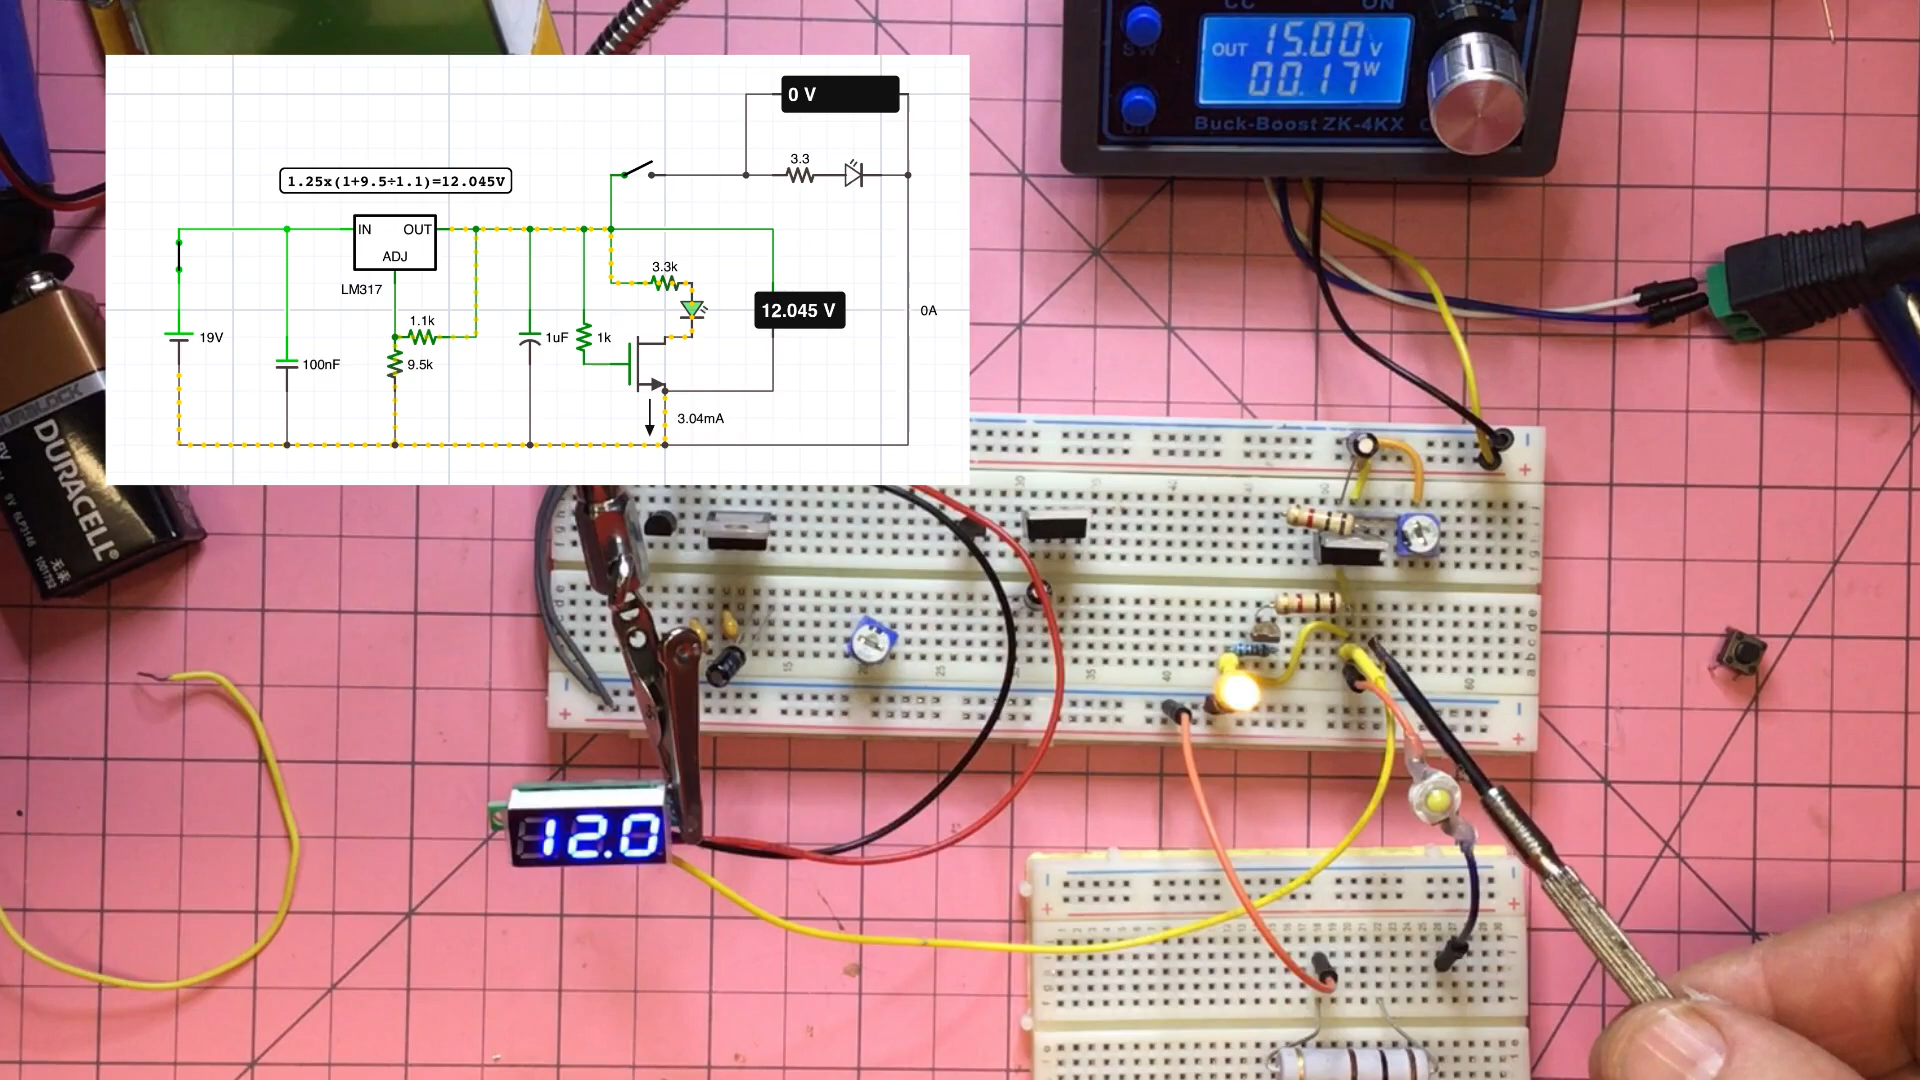 CC ON
OUT 15.00 V
00.17 W
Buck-Boost ZK-4KX
0 V
3.3
1.25x(1+9.5÷1.1)=12.045V
IN OUT
ADJ
LM317
3.3k
12.045 V
0A
1.1k
19V
1uF
1k
100nF
9.5k
3.04mA
DURACELL®
12.0